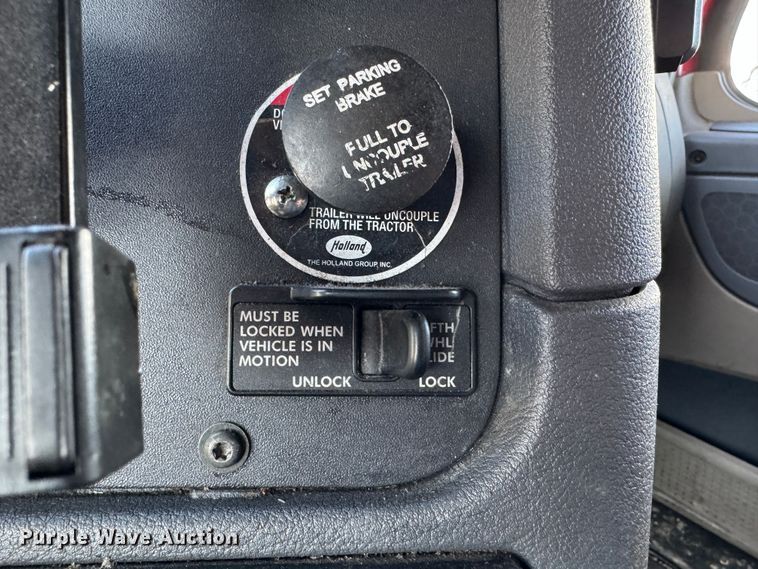 SET PARKING
BRAKE
PULL TO
UNCOUPLE
TRAILER
TRAILER WILL UNCOUPLE
FROM THE TRACTOR
Holland
THE HOLLAND GROUP, INC.
MUST BE
LOCKED WHEN
VEHICLE IS IN
MOTION
UNLOCK
LOCK
Purple Wave Auction